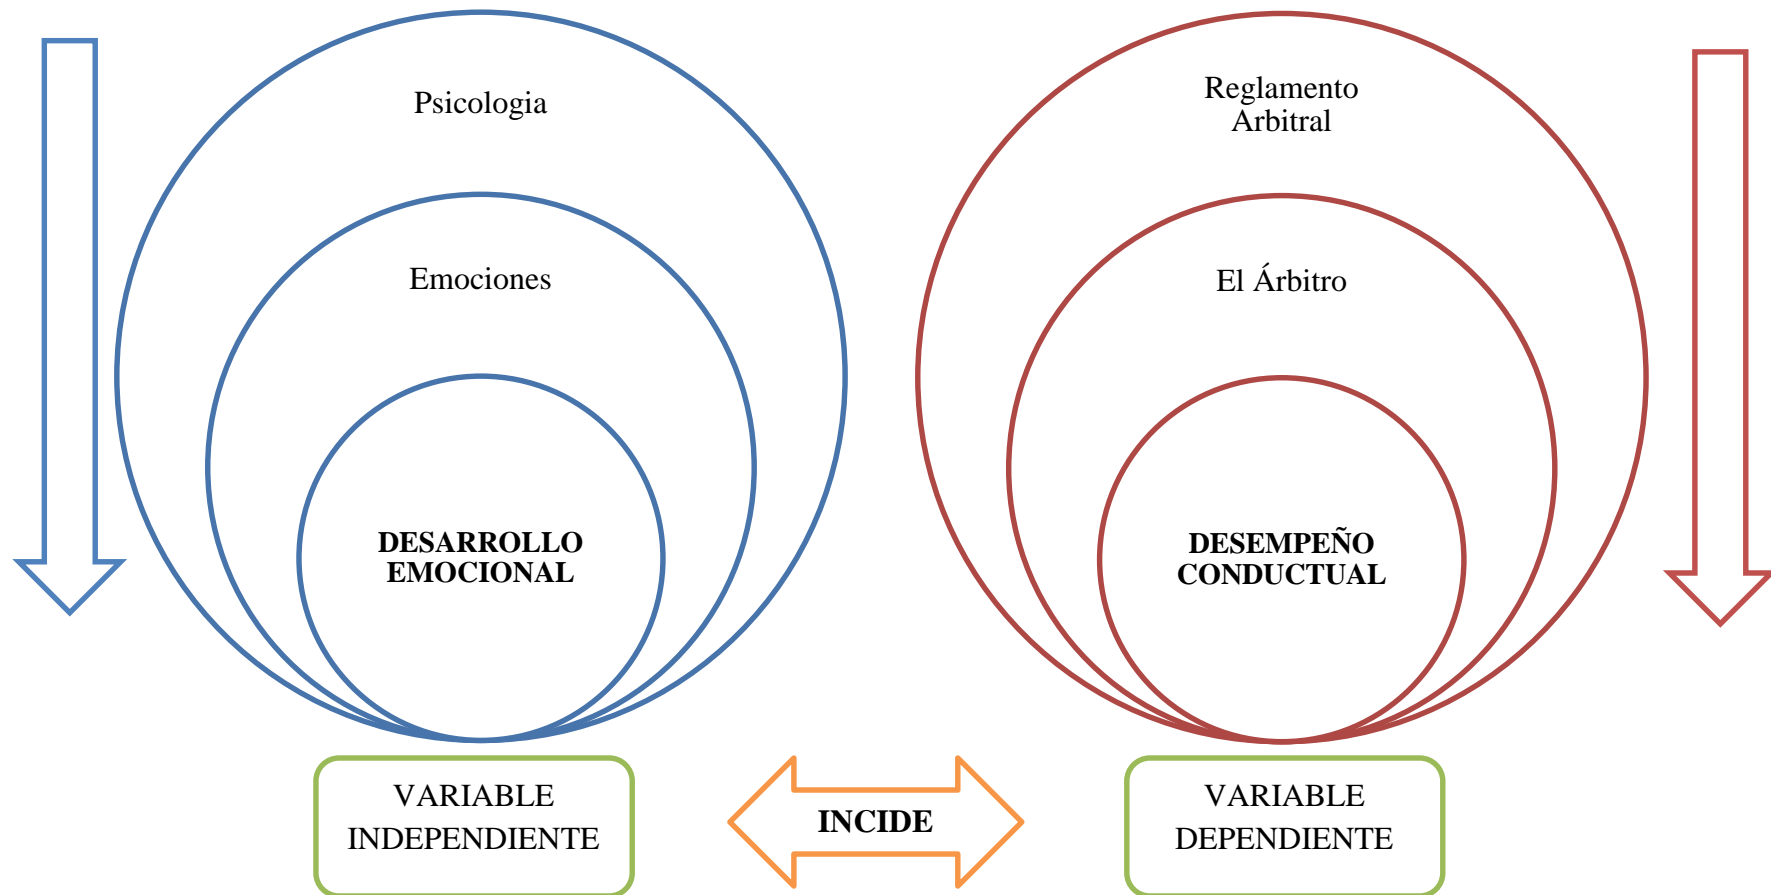 Psicologia
Emociones
DESARROLLO
EMOCIONAL
Reglamento
Arbitral
El Árbitro
DESEMPEÑO
CONDUCTUAL
VARIABLE
INDEPENDIENTE
INCIDE
VARIABLE
DEPENDIENTE